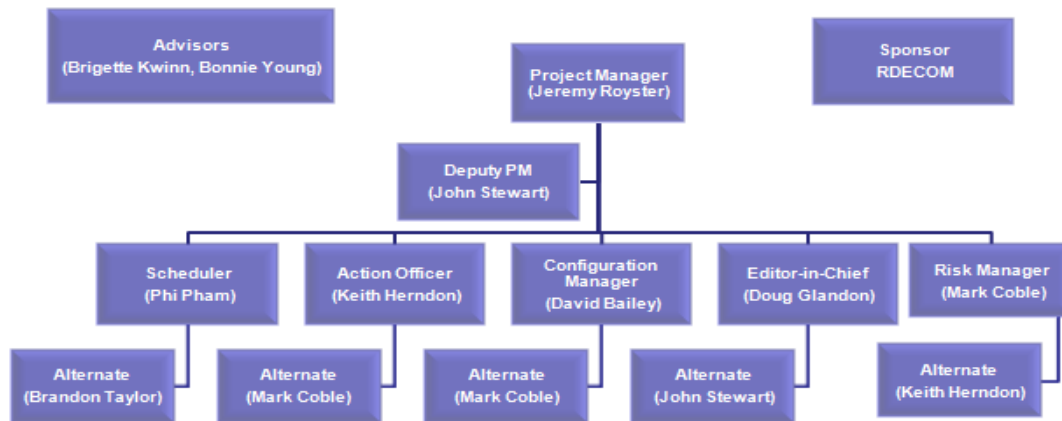 Advisors
(Brigette Kwinn, Bonnie Young)
Project Manager
(Jeremy Royster)
Sponsor
RDECOM
Deputy PM
(John Stewart)
Scheduler
(Phi Pham)
Action Officer
(Keith Herndon)
Configuration
Manager
(David Bailey)
Editor-in-Chief
(Doug Glandon)
Risk Manager
(Mark Coble)
Alternate
(Brandon Taylor)
Alternate
(Mark Coble)
Alternate
(Mark Coble)
Alternate
(John Stewart)
Alternate
(Keith Herndon)